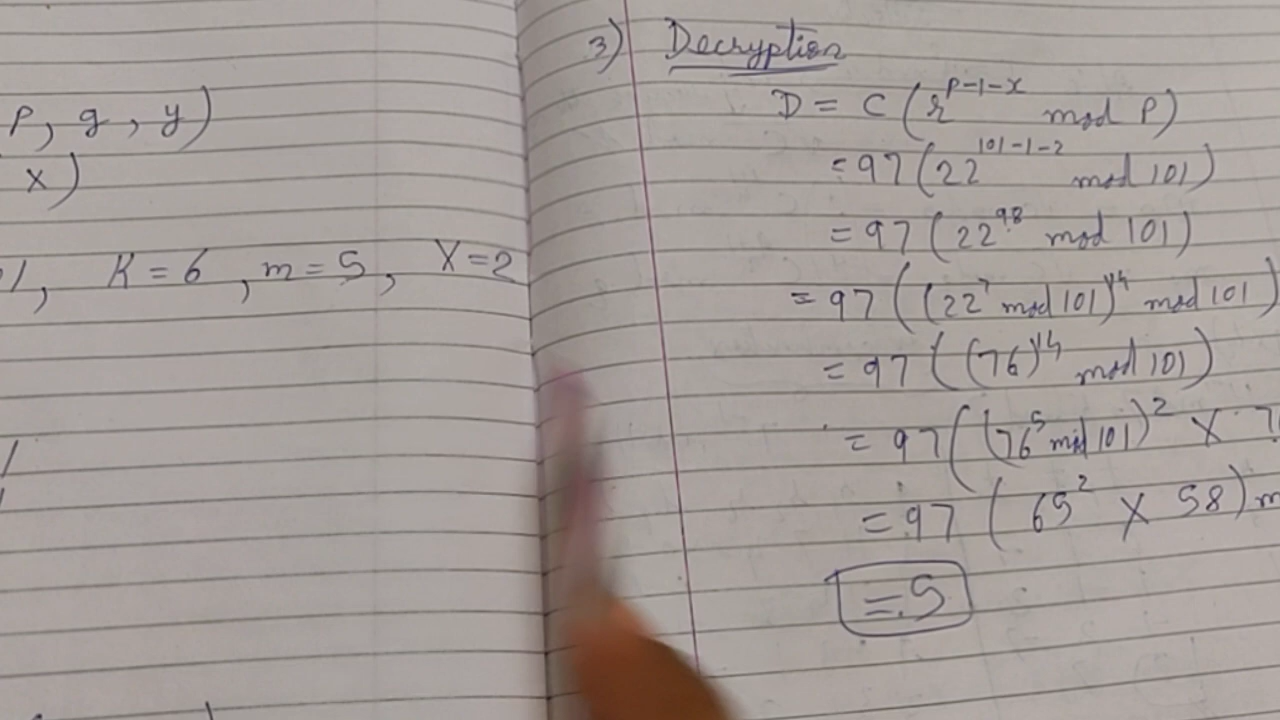 P, g, y)
x)
1, K = 6, m = 5, X = 2
3) Decryption
D = C (r^{p-1-x} mod P)
= 97 (22^{101-1-2} mod 101)
= 97 (22^{98} mod 101)
= 97 ((22^7 mod 101)^{14} mod 101)
= 97 ((76)^{14} mod 101)
= 97 ((76^5 mod 101)^2 X 7
= 97 (65^2 X 58) m
= 5